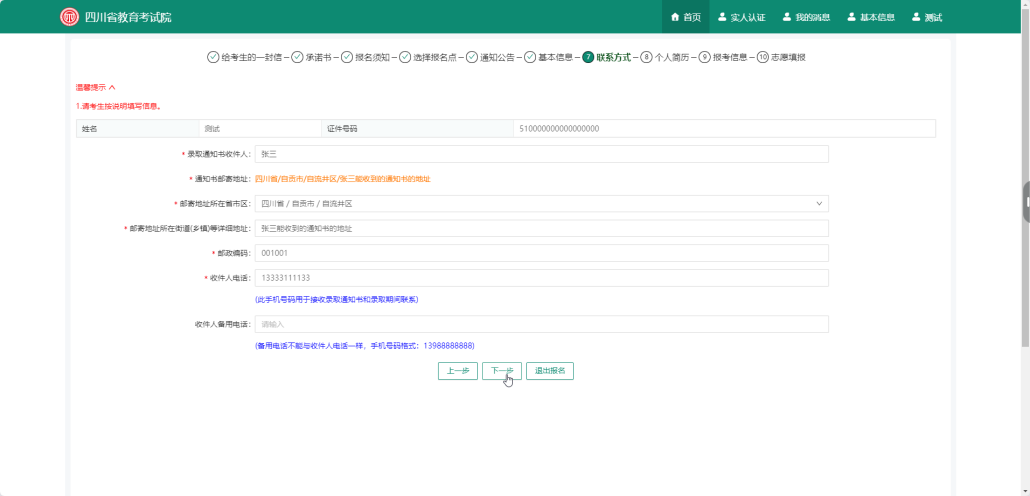 四川省教育考试院
首页 实人认证 我的消息 基本信息 测试
给考生的一封信 – 承诺书 – 报名须知 – 选择报名点 – 通知公告 – 基本信息 – 7 联系方式 – 8 个人简历 – 9 报考信息 – 10 志愿填报
温馨提示
1.请考生按说明填写信息。
姓名 测试 证件号码 510000000000000000
* 录取通知书收件人: 张三
* 通知书邮寄地址: 四川省/自贡市/自流井区/张三能收到的通知书的地址
* 邮寄地址所在省市区: 四川省 / 自贡市 / 自流井区
* 邮寄地址所在街道(乡镇)等详细地址: 张三能收到的通知书的地址
* 邮政编码: 001001
* 收件人电话: 13333111133
(此手机号码用于接收录取通知书和录取期间联系)
收件人备用电话: 请输入
(备用电话不能与收件人电话一样，手机号码格式：13988888888)
上一步 下一步 退出报名